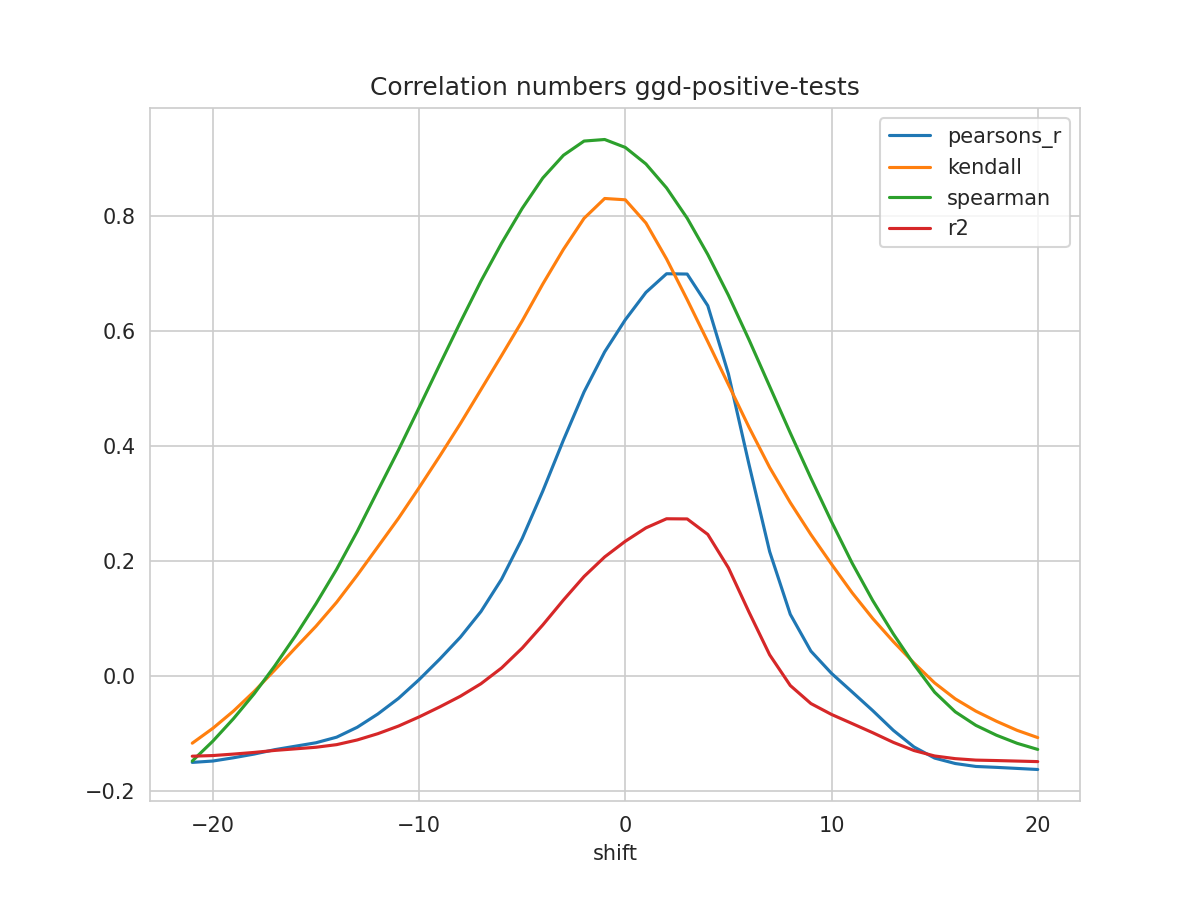 Correlation numbers ggd-positive-tests
pearsons_r
kendall
spearman
r2
0.8
0.6
0.4
0.2
0.0
−0.2
−20
−10
0
10
20
shift